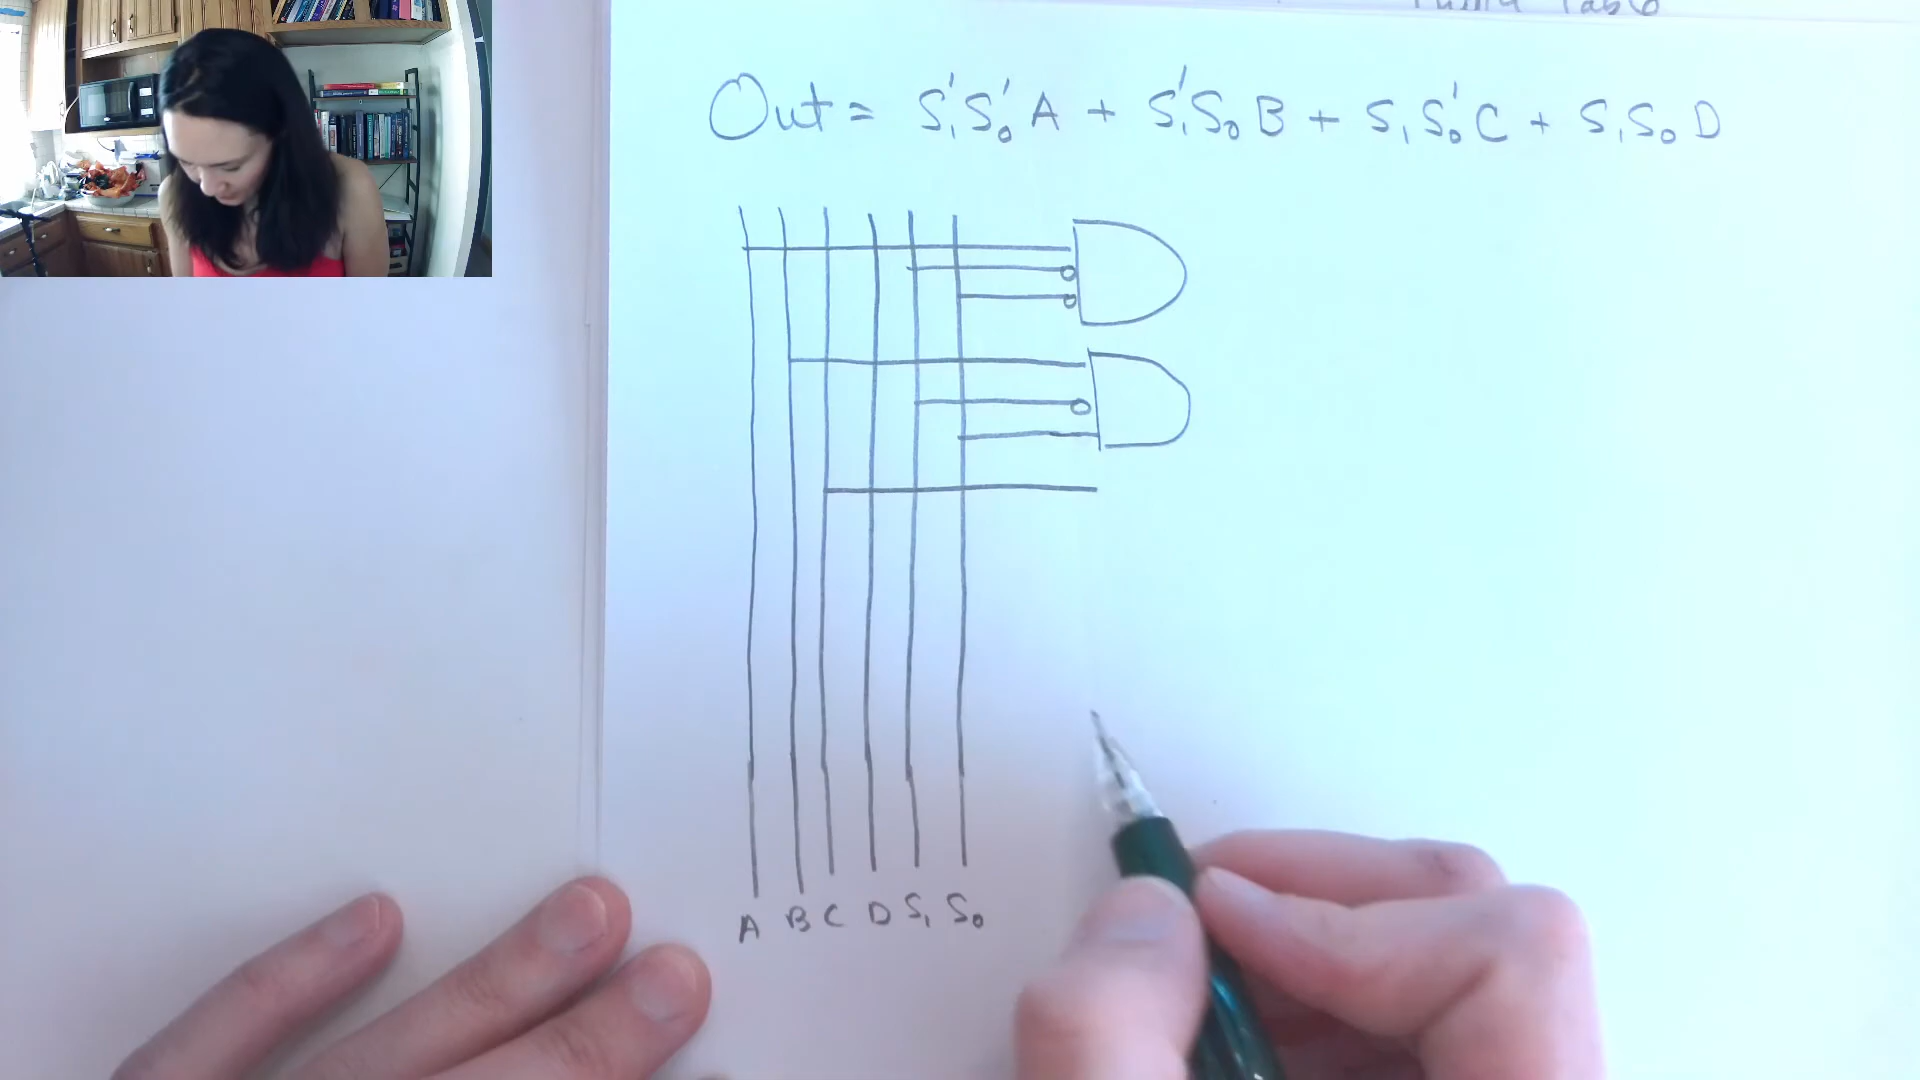 Out = S₁'S₀'A + S₁'S₀B + S₁S₀'C + S₁S₀D
A B C D S₁ S₀